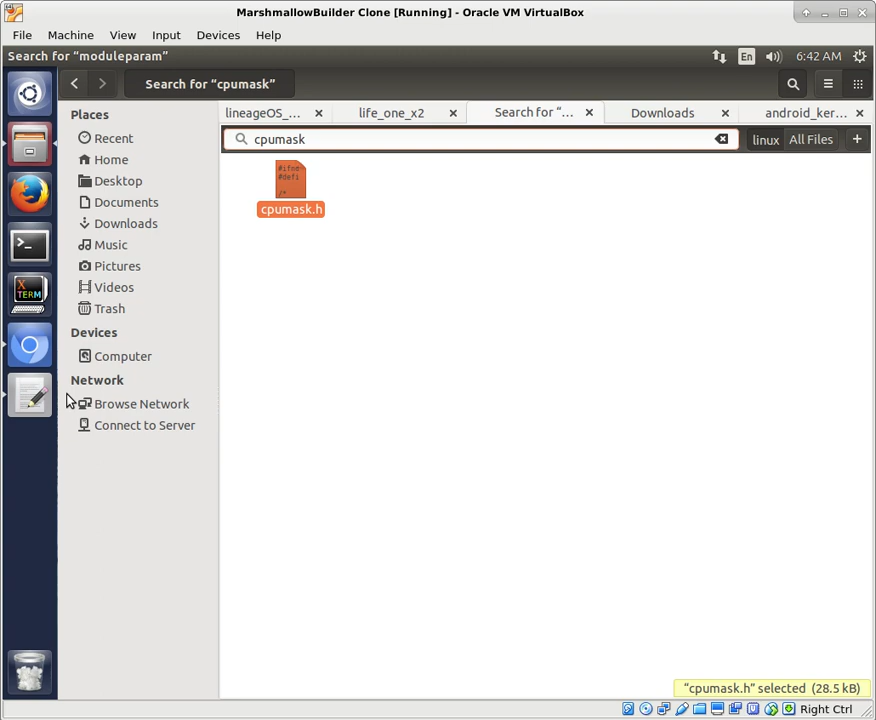 MarshmallowBuilder Clone [Running] - Oracle VM VirtualBox
File Machine View Input Devices Help
Search for “moduleparam”
En
6:42 AM
Search for “cpumask”
Places
Recent
Home
Desktop
Documents
Downloads
Music
Pictures
Videos
Trash
Devices
Computer
Network
Browse Network
Connect to Server
X
TERM
>_
lineageOS_...
life_one_x2
Search for “...
Downloads
android_ker...
cpumask
linux
All Files
#ifne
#defi
/*
cpumask.h
“cpumask.h” selected (28.5 kB)
Right Ctrl